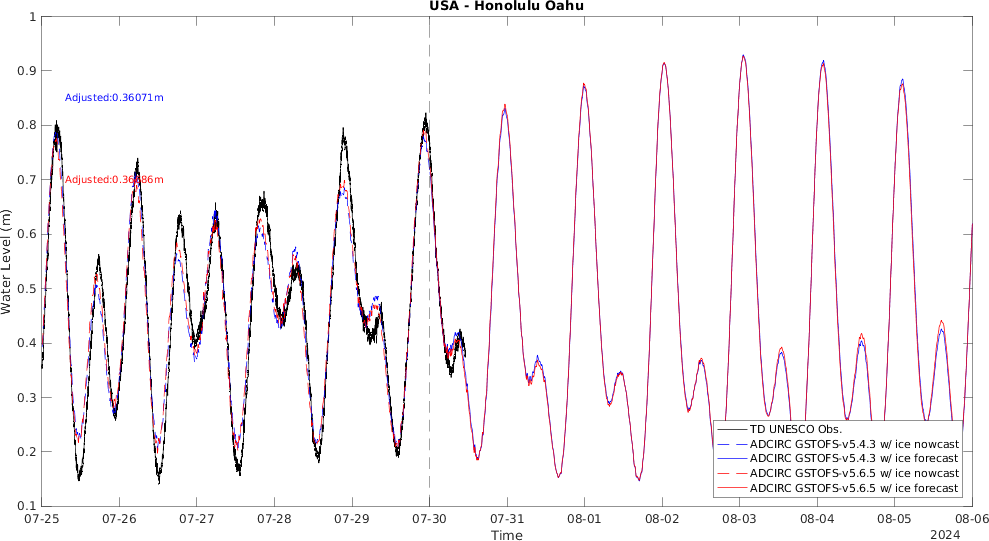 USA - Honolulu Oahu
1
0.9
0.8
0.7
0.6
0.5
0.4
0.3
0.2
0.1
Water Level (m)
Adjusted:0.36071m
07-25
07-26
07-27
07-28
07-29
07-30
07-31
08-01
08-02
08-03
08-04
08-05
08-06
Time
2024
TD UNESCO Obs.
ADCIRC GSTOFS-v5.4.3 w/ ice nowcast
ADCIRC GSTOFS-v5.4.3 w/ ice forecast
ADCIRC GSTOFS-v5.6.5 w/ ice nowcast
ADCIRC GSTOFS-v5.6.5 w/ ice forecast